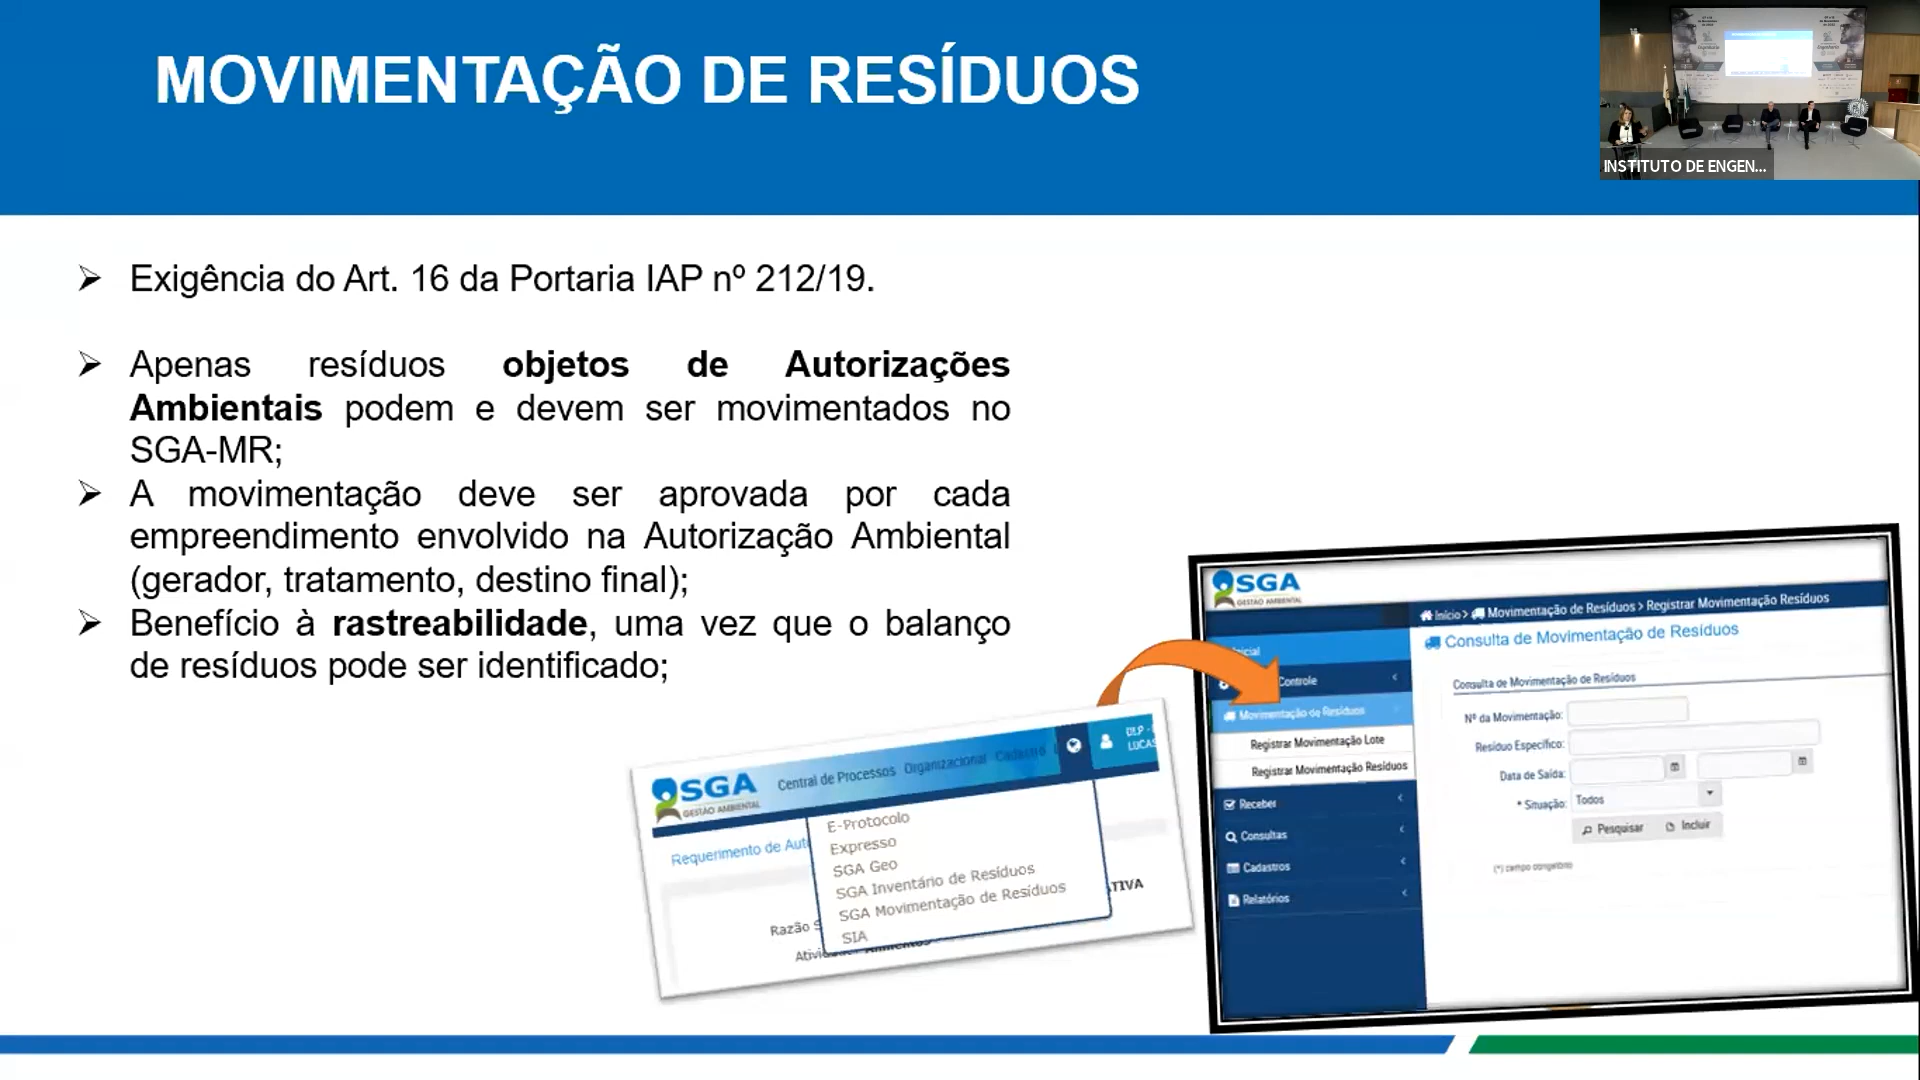 MOVIMENTAÇÃO DE RESÍDUOS
INSTITUTO DE ENGEN...
Exigência do Art. 16 da Portaria IAP nº 212/19.
Apenas resíduos objetos de Autorizações
Ambientais podem e devem ser movimentados no
SGA-MR;
A movimentação deve ser aprovada por cada
empreendimento envolvido na Autorização Ambiental
(gerador, tratamento, destino final);
Benefício à rastreabilidade, uma vez que o balanço
de resíduos pode ser identificado;
SGA
GESTÃO AMBIENTAL
Central de Processos Organizacional Cadastro
DLP -
LUCAS
E-Protocolo
Expresso
SGA Geo
SGA Inventário de Resíduos
SGA Movimentação de Resíduos
SIA
Requerimento de Aut
Razão S
TIVA
SGA
GESTÃO AMBIENTAL
Início > Movimentação de Resíduos > Registrar Movimentação Resíduos
Consulta de Movimentação de Resíduos
Controle
Movimentação de Resíduos
Registrar Movimentação Lote
Registrar Movimentação Resíduos
Receber
Consultas
Cadastros
Relatórios
Consulta de Movimentação de Resíduos
Nº da Movimentação:
Resíduo Específico:
Data de Saída:
* Situação: Todos
Pesquisar Incluir
(*) campo obrigatório